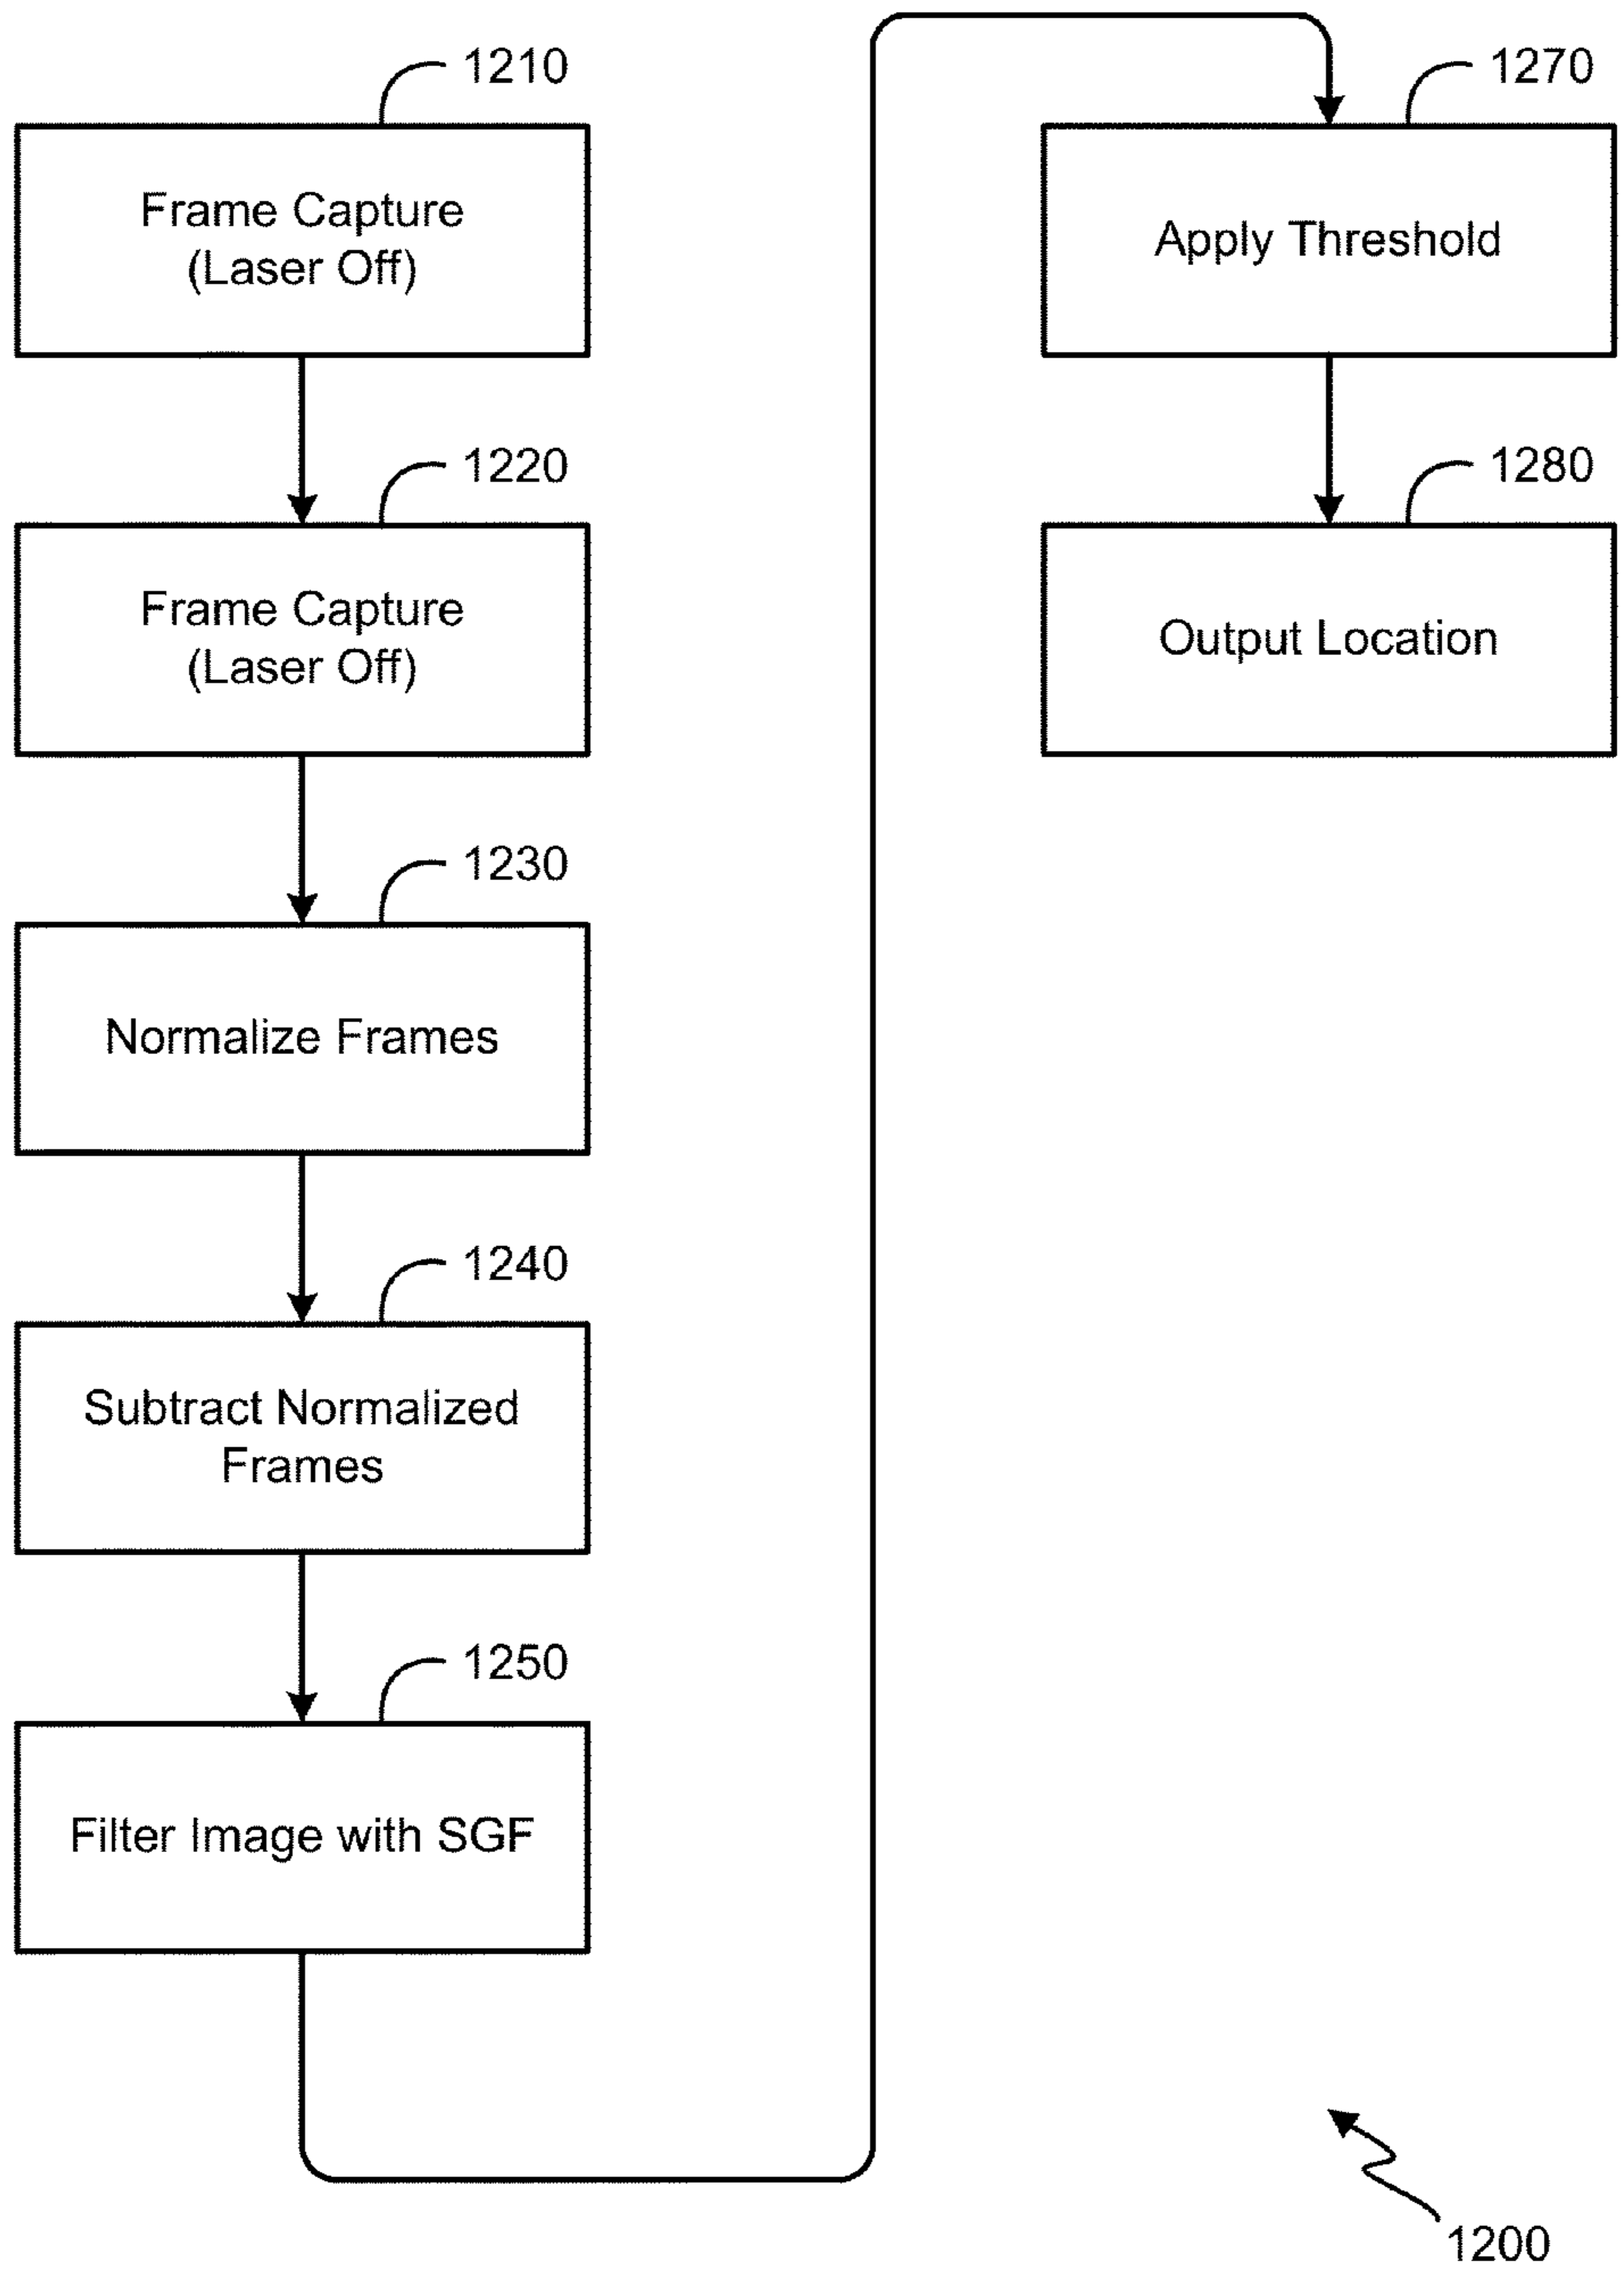 1210
Frame Capture
(Laser Off)
1220
Frame Capture
(Laser Off)
1230
Normalize Frames
1240
Subtract Normalized
Frames
1250
Filter Image with SGF
1270
Apply Threshold
1280
Output Location
1200